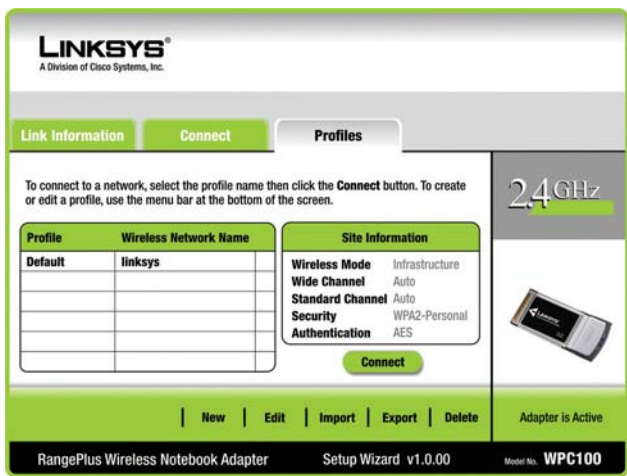 LINKSYS®
A Division of Cisco Systems, Inc.
Link Information
Connect
Profiles
To connect to a network, select the profile name then click the Connect button. To create
or edit a profile, use the menu bar at the bottom of the screen.
2.4GHz
Profile Wireless Network Name
Default linksys
Site Information
Wireless Mode Infrastructure
Wide Channel Auto
Standard Channel Auto
Security WPA2-Personal
Authentication AES
Connect
LINKSYS
New | Edit | Import | Export | Delete
Adapter is Active
RangePlus Wireless Notebook Adapter Setup Wizard v1.0.00 Model No. WPC100